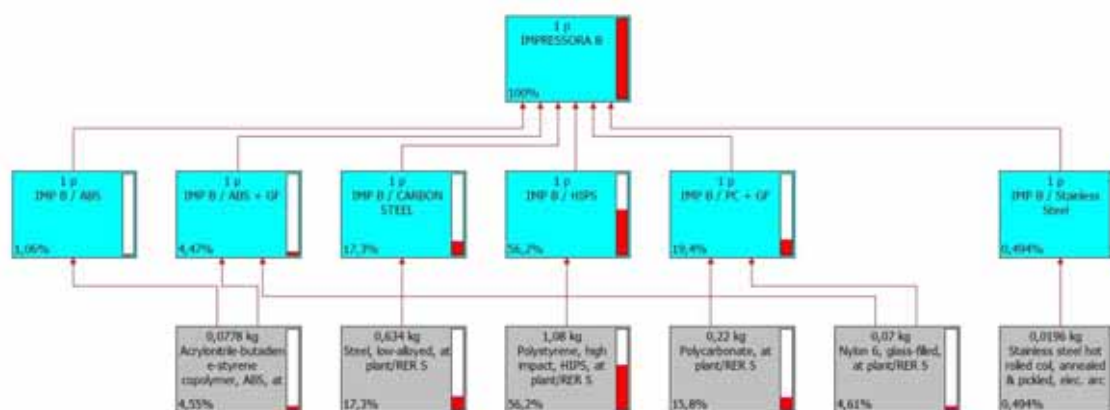 1 p
IMPRESSORA B
100%
1 p
IMP B / ABS
1,06%
1 p
IMP B / ABS + GF
4,47%
1 p
IMP B / CARBON
STEEL
17,3%
1 p
IMP B / HIPS
56,2%
1 p
IMP B / PC + GF
19,4%
1 p
IMP B / Stainless
Steel
0,494%
0,0778 kg
Acrylonitrile-butadien
e-styrene
copolymer, ABS, at
4,55%
0,634 kg
Steel, low-alloyed, at
plant/RER S
17,3%
1,08 kg
Polystyrene, high
impact, HIPS, at
plant/RER S
56,2%
0,22 kg
Polycarbonate, at
plant/RER S
15,8%
0,07 kg
Nylon 6, glass-filled,
at plant/RER S
4,61%
0,0196 kg
Stainless steel hot
rolled coil, annealed
& pickled, elec. arc
0,494%